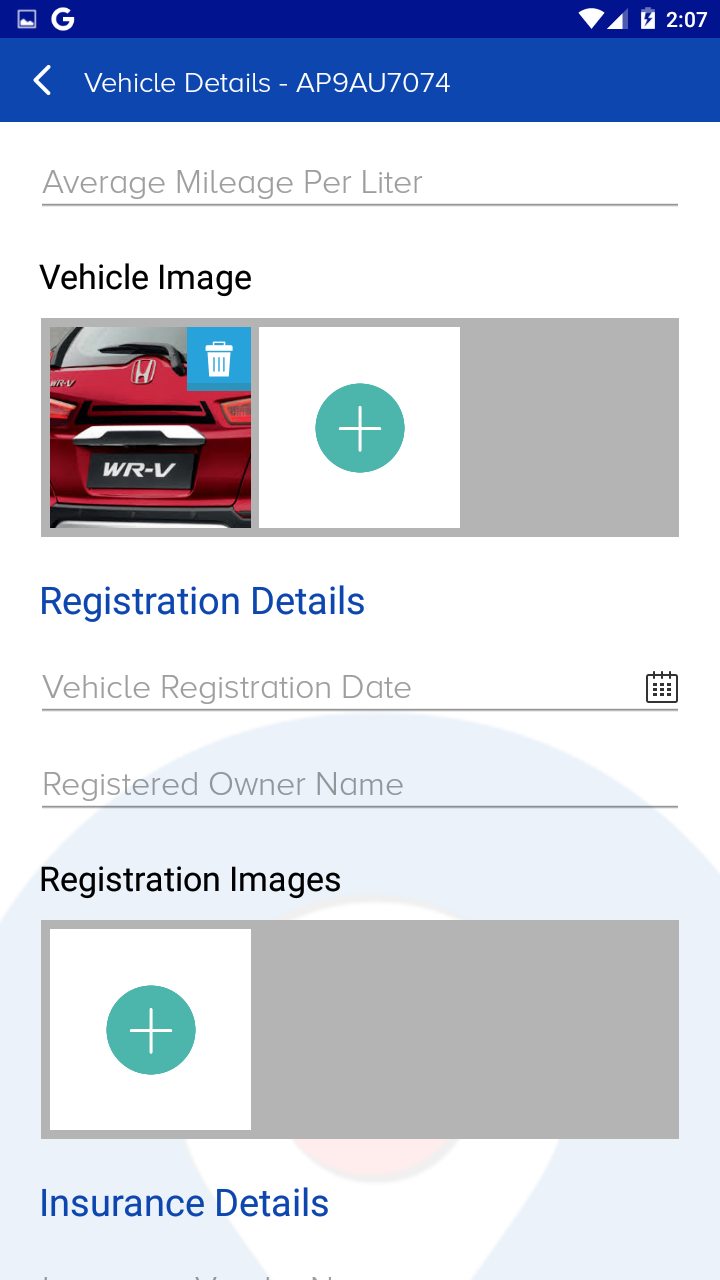 2:07
Vehicle Details - AP9AU7074
Average Mileage Per Liter
Vehicle Image
WR-V
WR-V
Registration Details
Vehicle Registration Date
Registered Owner Name
Registration Images
Insurance Details